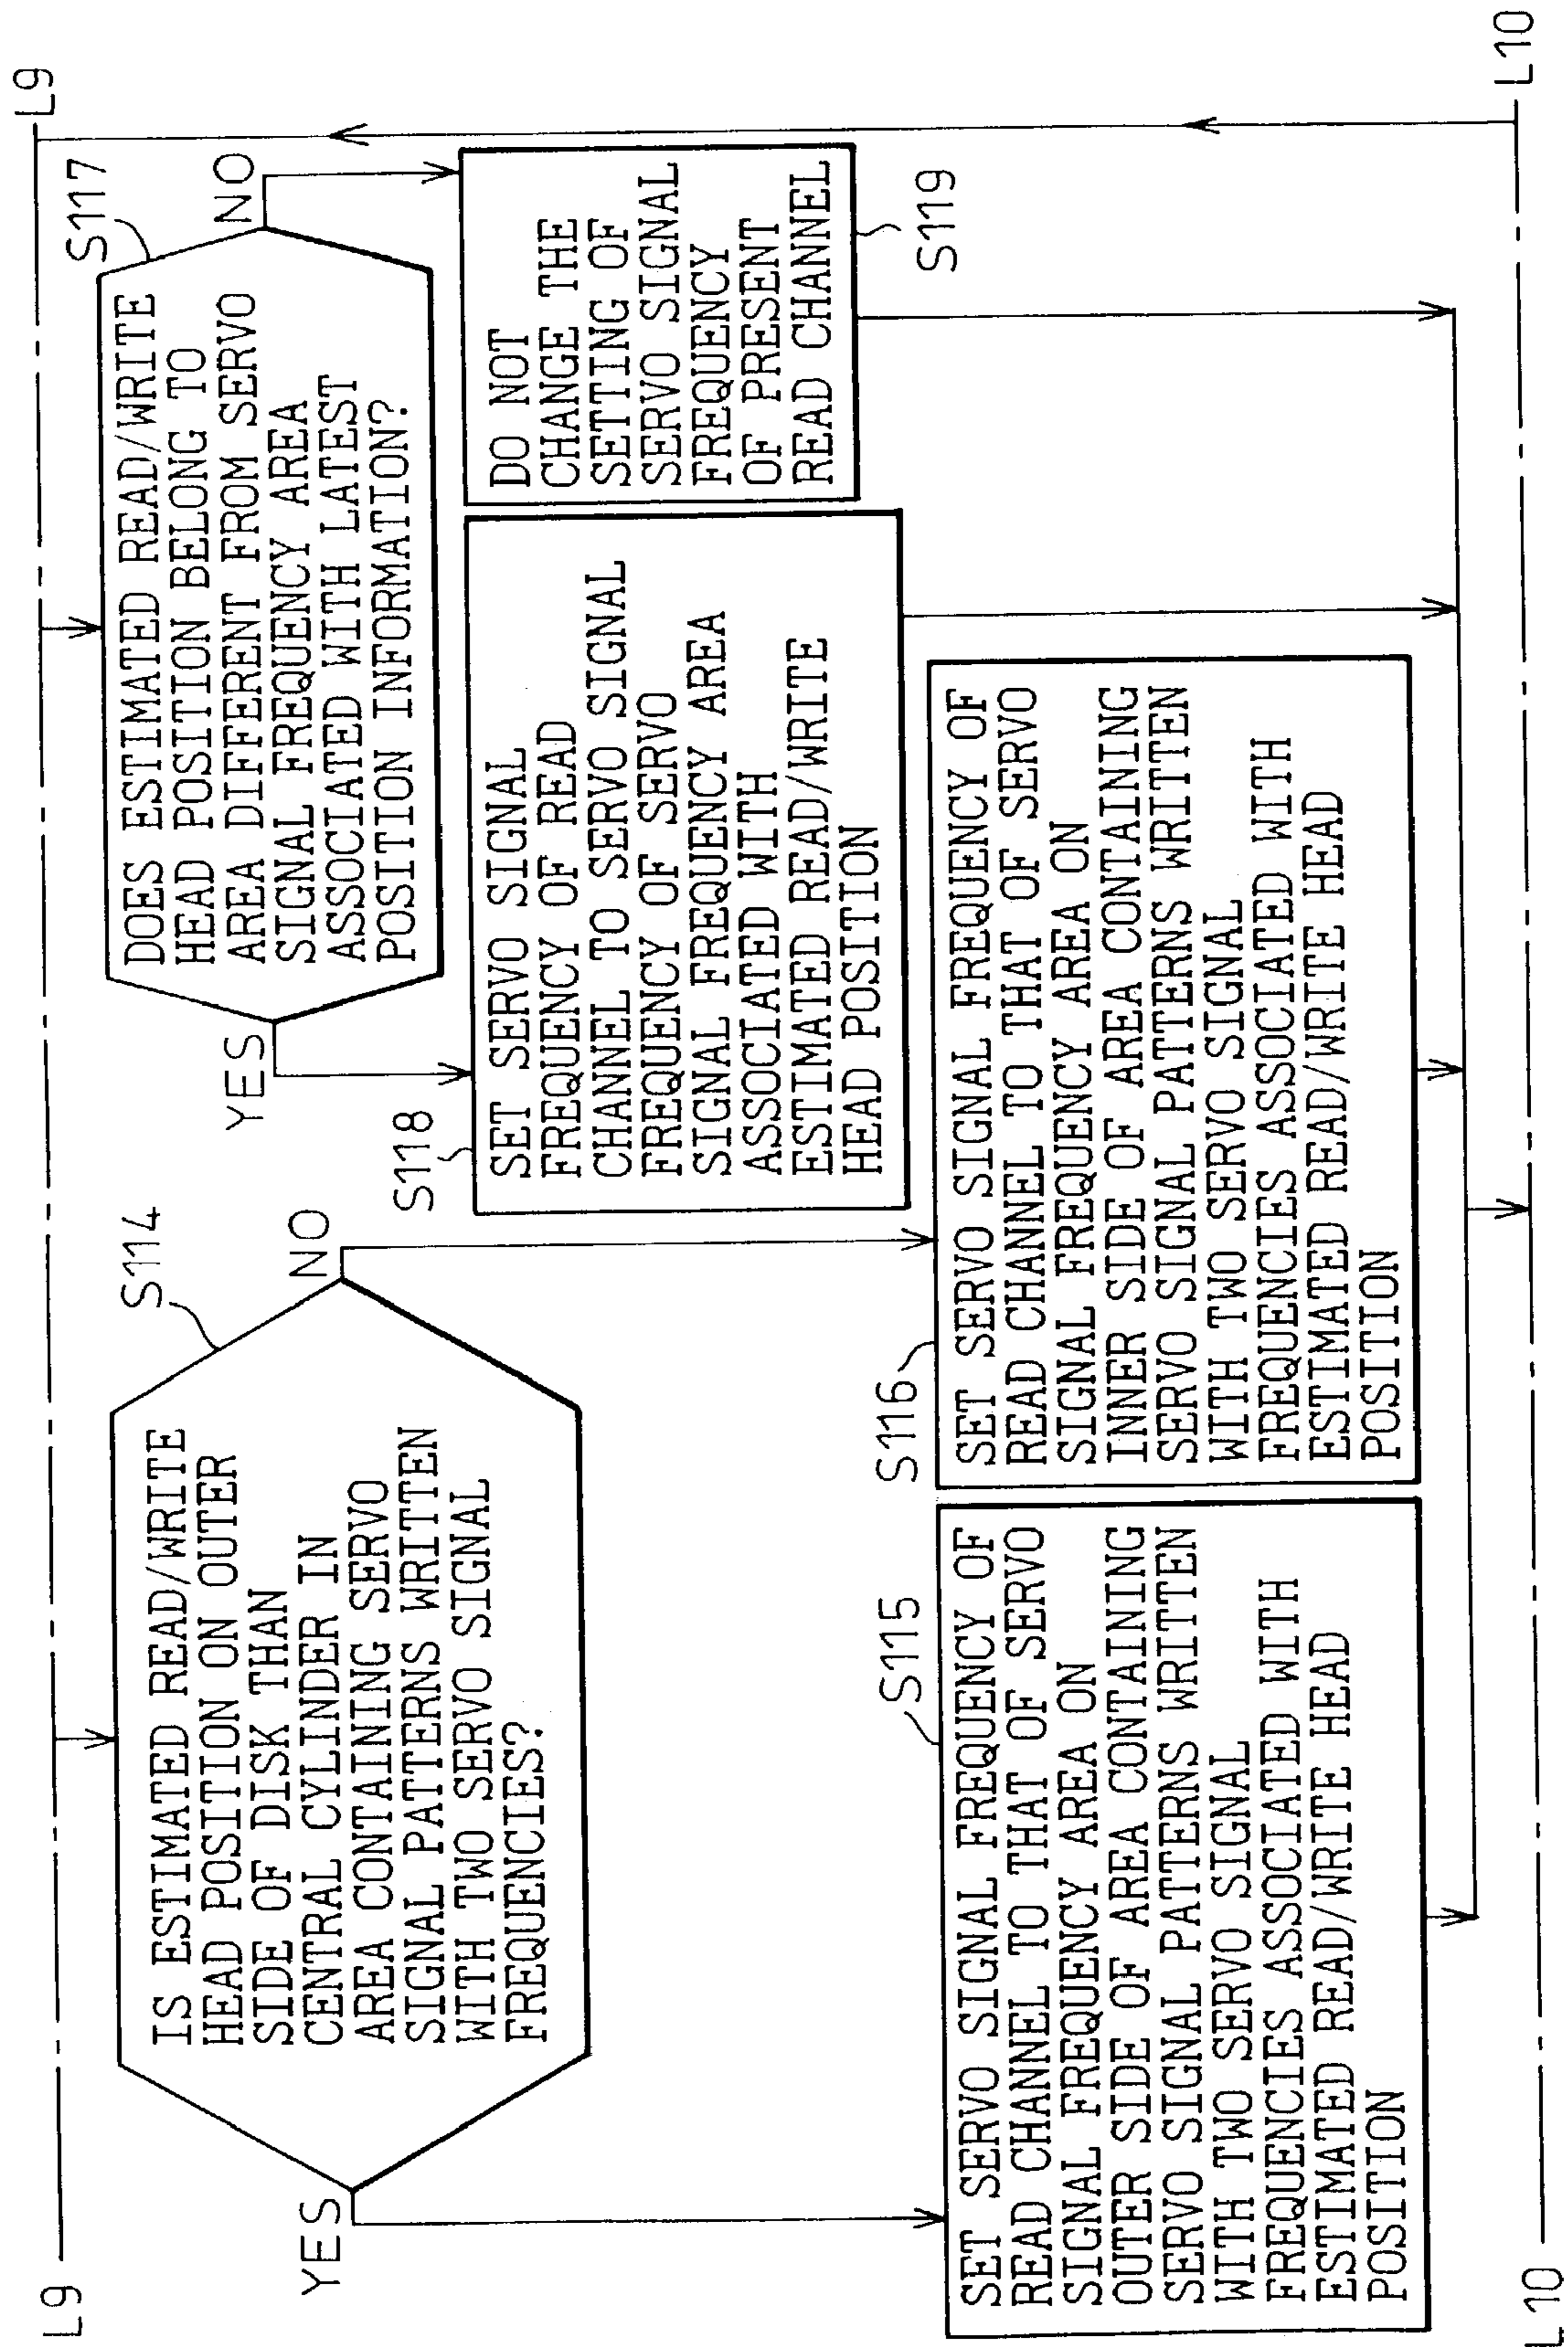 L9
L9
S114
IS ESTIMATED READ/WRITE
HEAD POSITION ON OUTER
SIDE OF DISK THAN
CENTRAL CYLINDER IN
AREA CONTAINING SERVO
SIGNAL PATTERNS WRITTEN
WITH TWO SERVO SIGNAL
FREQUENCIES?
YES
NO
S117
DOES ESTIMATED READ/WRITE
HEAD POSITION BELONG TO
AREA DIFFERENT FROM SERVO
SIGNAL FREQUENCY AREA
ASSOCIATED WITH LATEST
POSITION INFORMATION?
YES
NO
S118
SET SERVO SIGNAL
FREQUENCY OF READ
CHANNEL TO SERVO SIGNAL
FREQUENCY OF SERVO
SIGNAL FREQUENCY AREA
ASSOCIATED WITH
ESTIMATED READ/WRITE
HEAD POSITION
DO NOT
CHANGE THE
SETTING OF
SERVO SIGNAL
FREQUENCY
OF PRESENT
READ CHANNEL
S119
S115
SET SERVO SIGNAL FREQUENCY OF
READ CHANNEL TO THAT OF SERVO
SIGNAL FREQUENCY AREA ON
OUTER SIDE OF AREA CONTAINING
SERVO SIGNAL PATTERNS WRITTEN
WITH TWO SERVO SIGNAL
FREQUENCIES ASSOCIATED WITH
ESTIMATED READ/WRITE HEAD
POSITION
S116
SET SERVO SIGNAL FREQUENCY OF
READ CHANNEL TO THAT OF SERVO
SIGNAL FREQUENCY AREA ON
INNER SIDE OF AREA CONTAINING
SERVO SIGNAL PATTERNS WRITTEN
WITH TWO SERVO SIGNAL
FREQUENCIES ASSOCIATED WITH
ESTIMATED READ/WRITE HEAD
POSITION
L10
L10